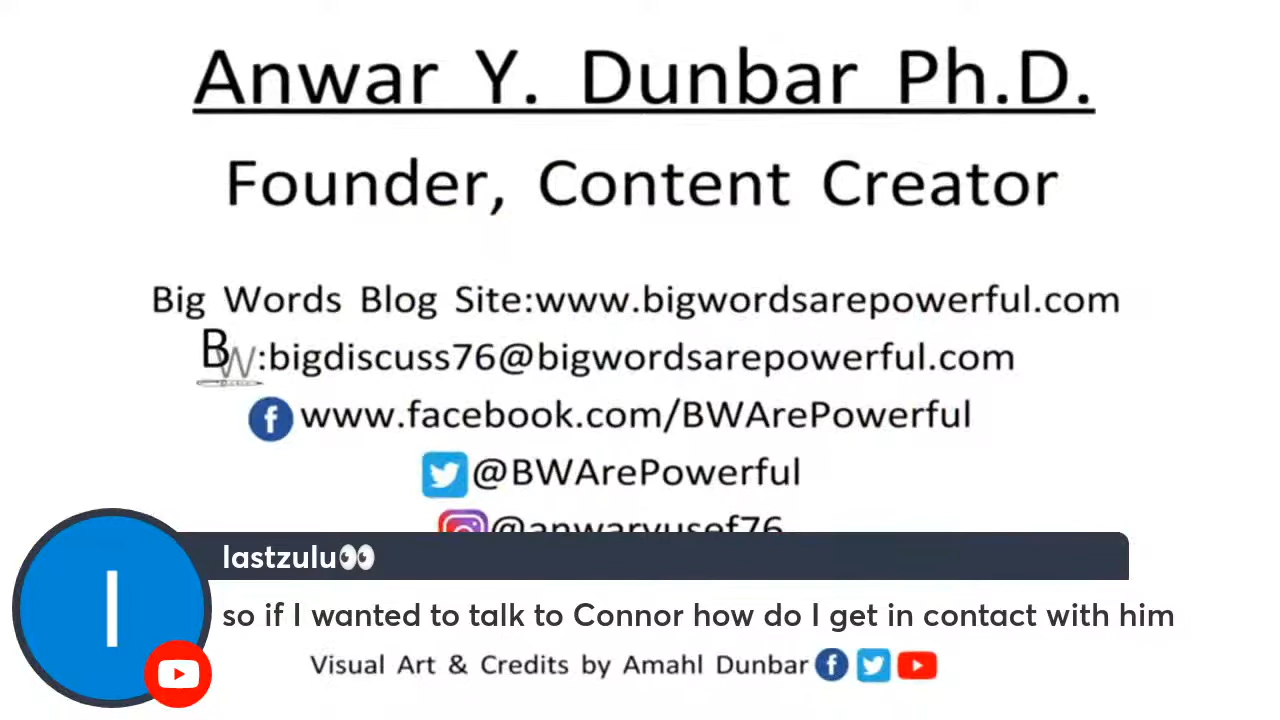 Anwar Y. Dunbar Ph.D.
Founder, Content Creator
Big Words Blog Site:www.bigwordsarepowerful.com
BW:bigdiscuss76@bigwordsarepowerful.com
www.facebook.com/BWArePowerful
@BWArePowerful
@anwaryusef76
lastzulu👀
I
so if I wanted to talk to Connor how do I get in contact with him
Visual Art & Credits by Amahl Dunbar